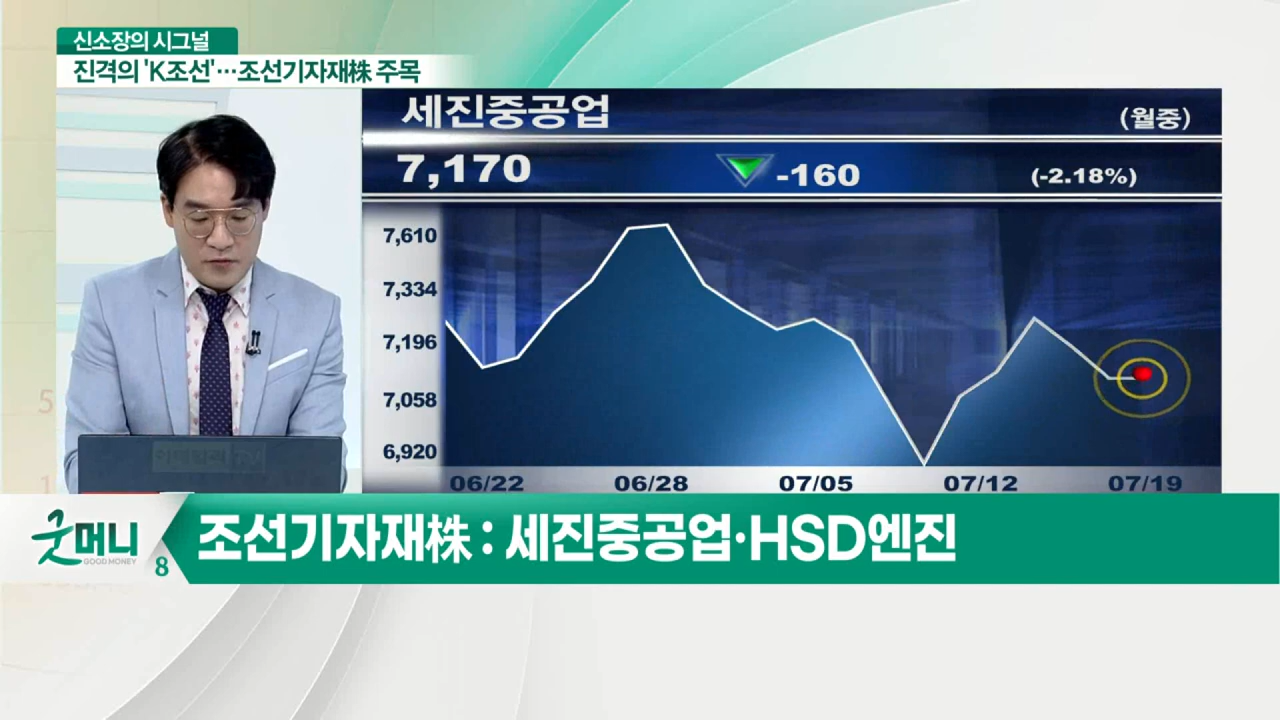 신소장의 시그널
진격의 'K조선'…조선기자재株 주목
세진중공업
(월중)
7,170
-160
(-2.18%)
7,610
7,334
7,196
7,058
6,920
06/22
06/28
07/05
07/12
07/19
5
1
굿머니
GOOD MONEY
8
조선기자재株 : 세진중공업·HSD엔진